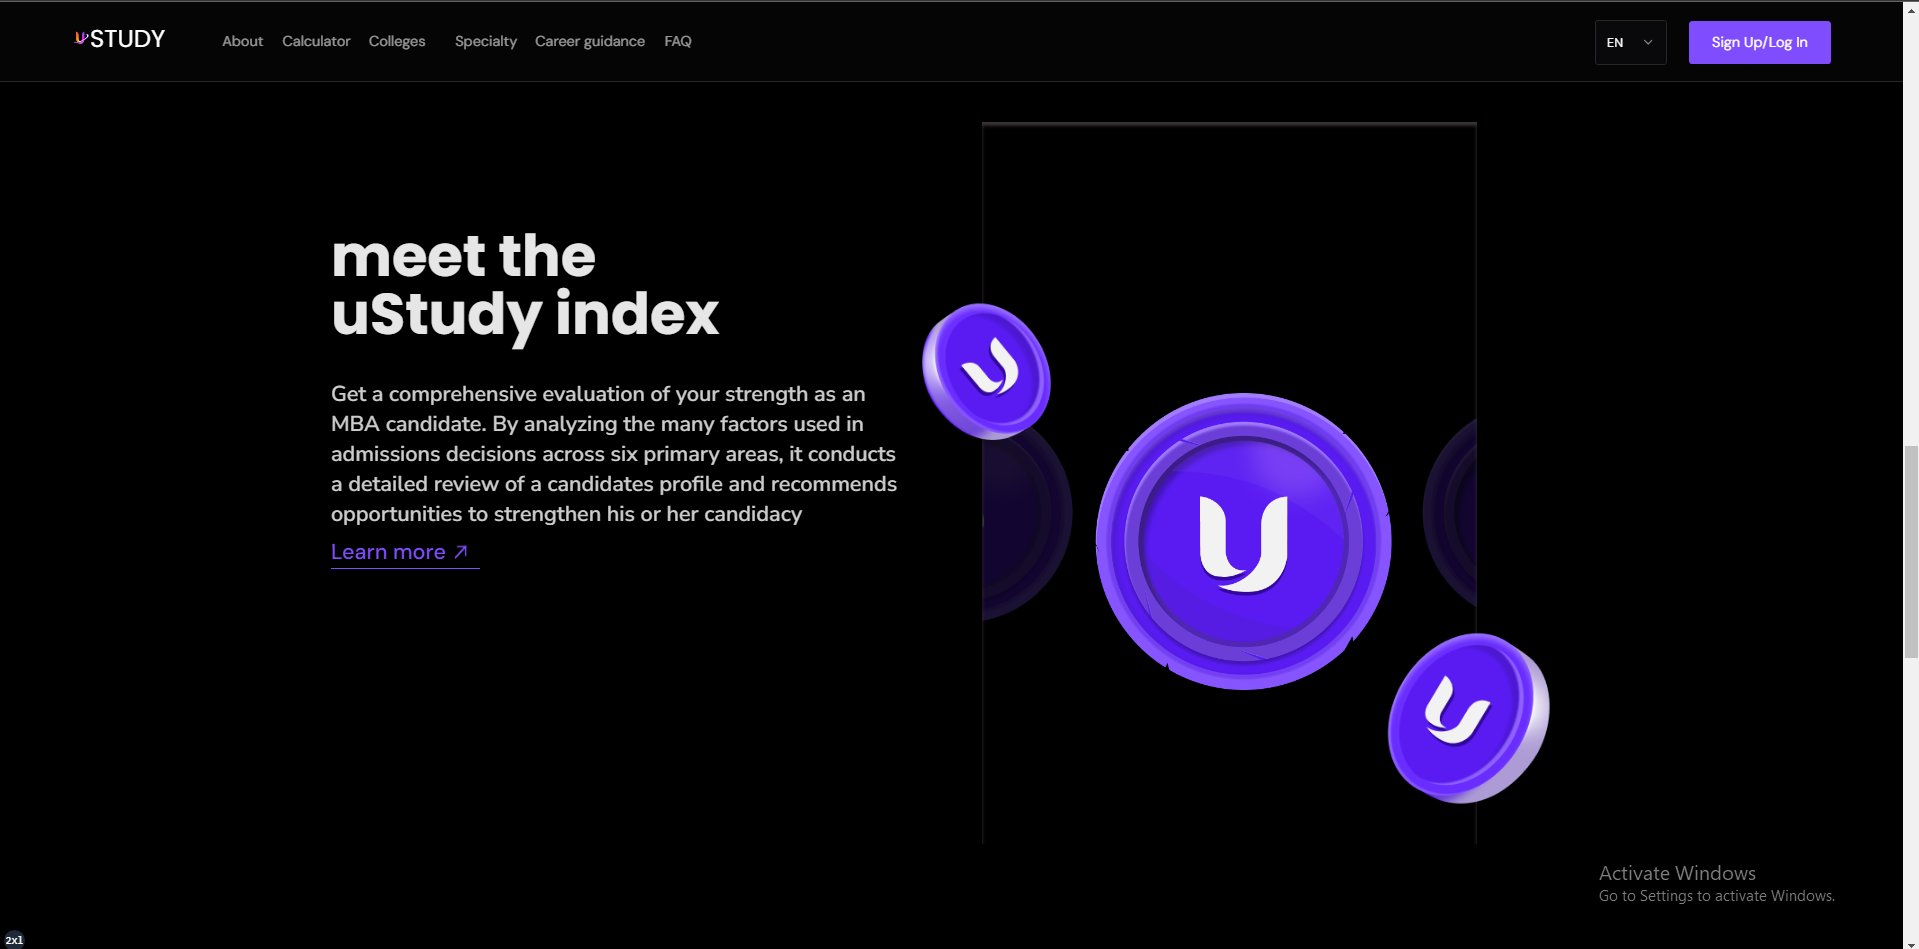 uSTUDY
About Calculator Colleges Specialty Career guidance FAQ
EN
Sign Up/Log In
meet the
uStudy index
Get a comprehensive evaluation of your strength as an
MBA candidate. By analyzing the many factors used in
admissions decisions across six primary areas, it conducts
a detailed review of a candidates profile and recommends
opportunities to strengthen his or her candidacy
Learn more
Activate Windows
Go to Settings to activate Windows.
2xl